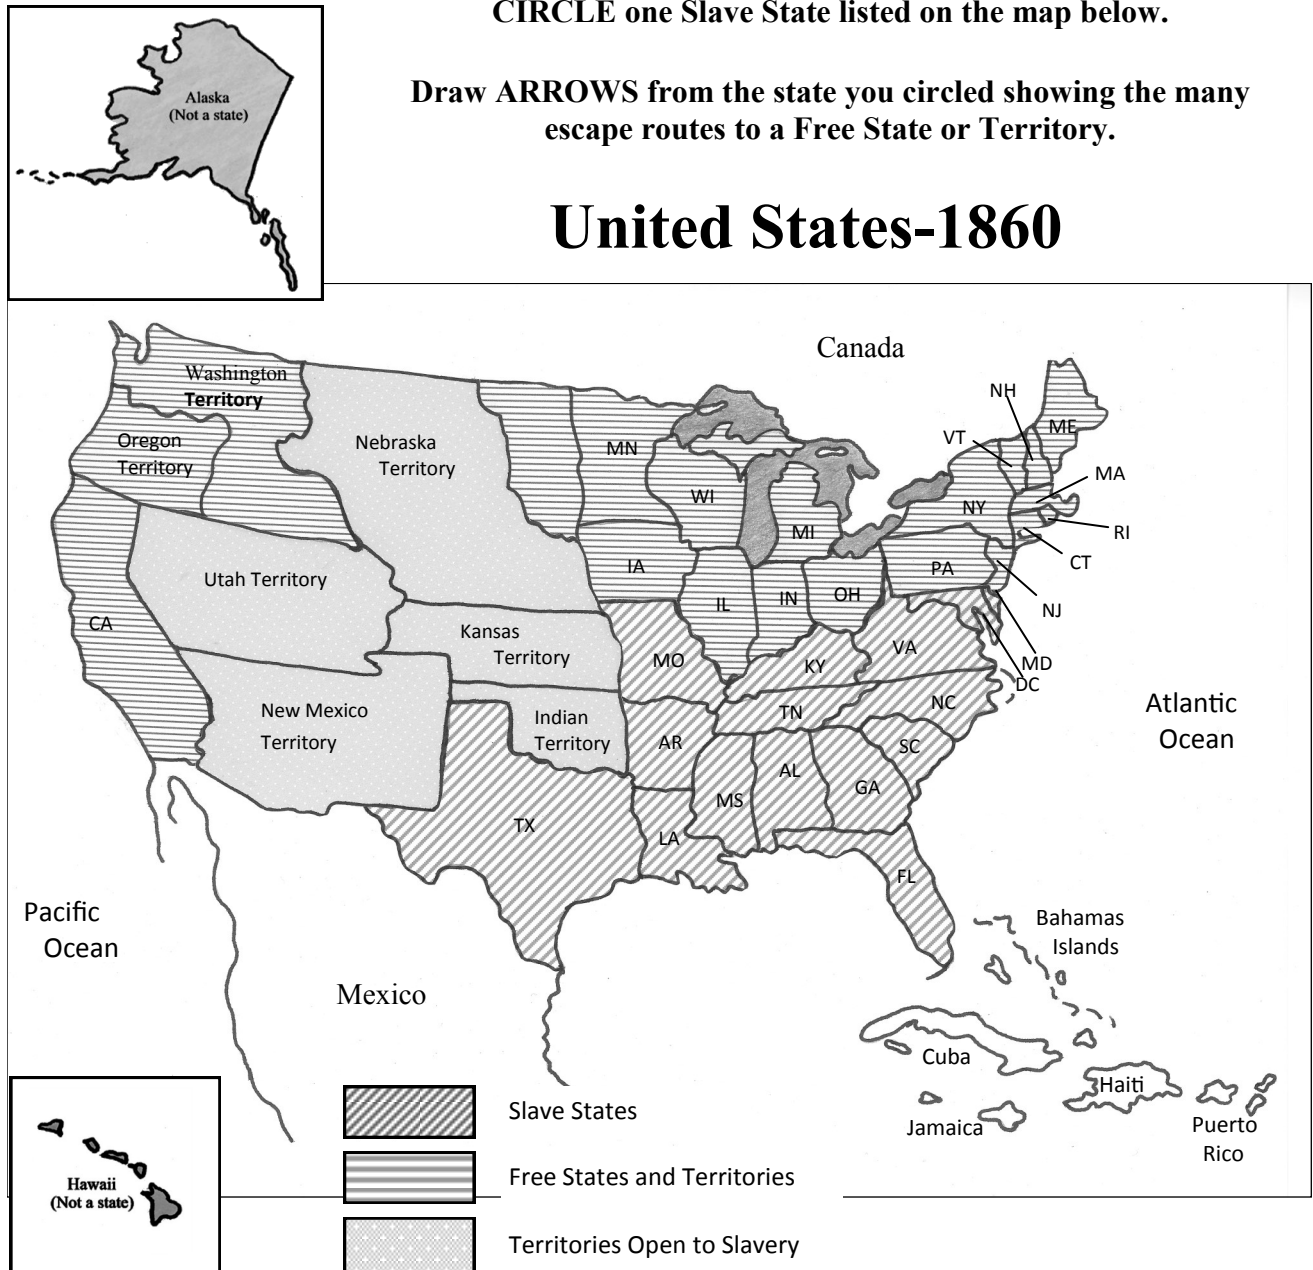 CIRCLE one Slave State listed on the map below.
Draw ARROWS from the state you circled showing the many
escape routes to a Free State or Territory.
United States-1860
Alaska
(Not a state)
Canada
Washington
Territory
Oregon
Territory
Nebraska
Territory
MN
WI
MI
NH
VT
ME
MA
NY
RI
CT
IA
PA
NJ
Utah Territory
IL
IN
OH
CA
Kansas
Territory
MO
KY
VA
MD
DC
New Mexico
Territory
Indian
Territory
TN
NC
AR
SC
Atlantic
Ocean
AL
GA
MS
TX
LA
FL
Pacific
Ocean
Mexico
Bahamas
Islands
Cuba
Haiti
Jamaica
Puerto
Rico
Hawaii
(Not a state)
Slave States
Free States and Territories
Territories Open to Slavery